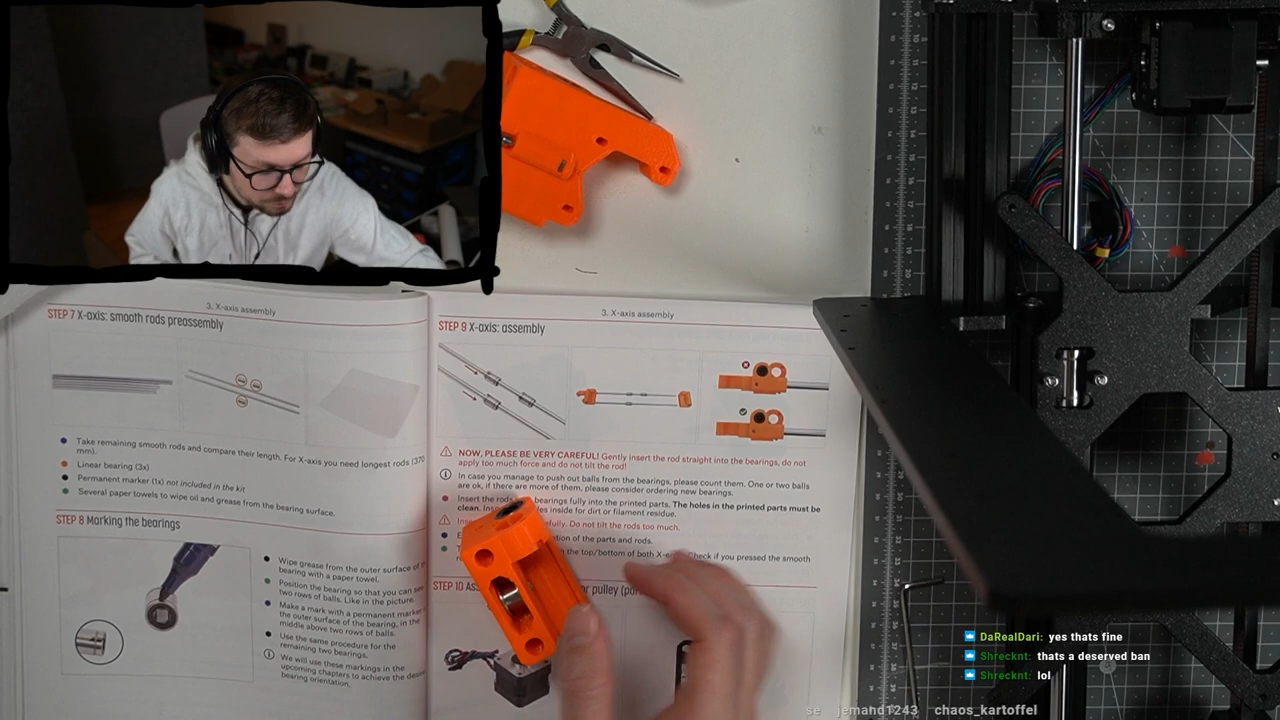 3. X-axis assembly
STEP 7 X-axis: smooth rods preassembly
Take remaining smooth rods and compare their length. For X-axis you need longest rods (370
mm).
Linear bearing (3x)
Permanent marker (1x) not included in the kit
Several paper towels to wipe oil and grease from the bearing surface.
STEP 8 Marking the bearings
Wipe grease from the outer surface of
bearing with a paper towel.
Position the bearing so that you can see
two rows of balls. Like in the picture.
Make a mark with a permanent marker
the outer surface of the bearing, in the
middle above two rows of balls.
Use the same procedure for the
remaining two bearings.
We will use these markings in the
upcoming chapters to achieve the
bearing orientation.
3. X-axis assembly
STEP 9 X-axis: assembly
NOW, PLEASE BE VERY CAREFUL! Gently insert the rod straight into the bearings, do not
apply too much force and do not tilt the rod!
In case you manage to push out balls from the bearings, please count them. One or two balls
are ok, if there are more of them, please consider ordering new bearings.
Insert the rods bearings fully into the printed parts. The holes in the printed parts must be
clean. inside for dirt or filament residue.
Do not tilt the rods too much.
of the parts and rods.
the top/bottom of both Check if you pressed the smooth
STEP 10 pulley
DaRealDari: yes thats fine
Shrecknt: thats a deserved ban
Shrecknt: lol
se jemand1243 chaos_kartoffel